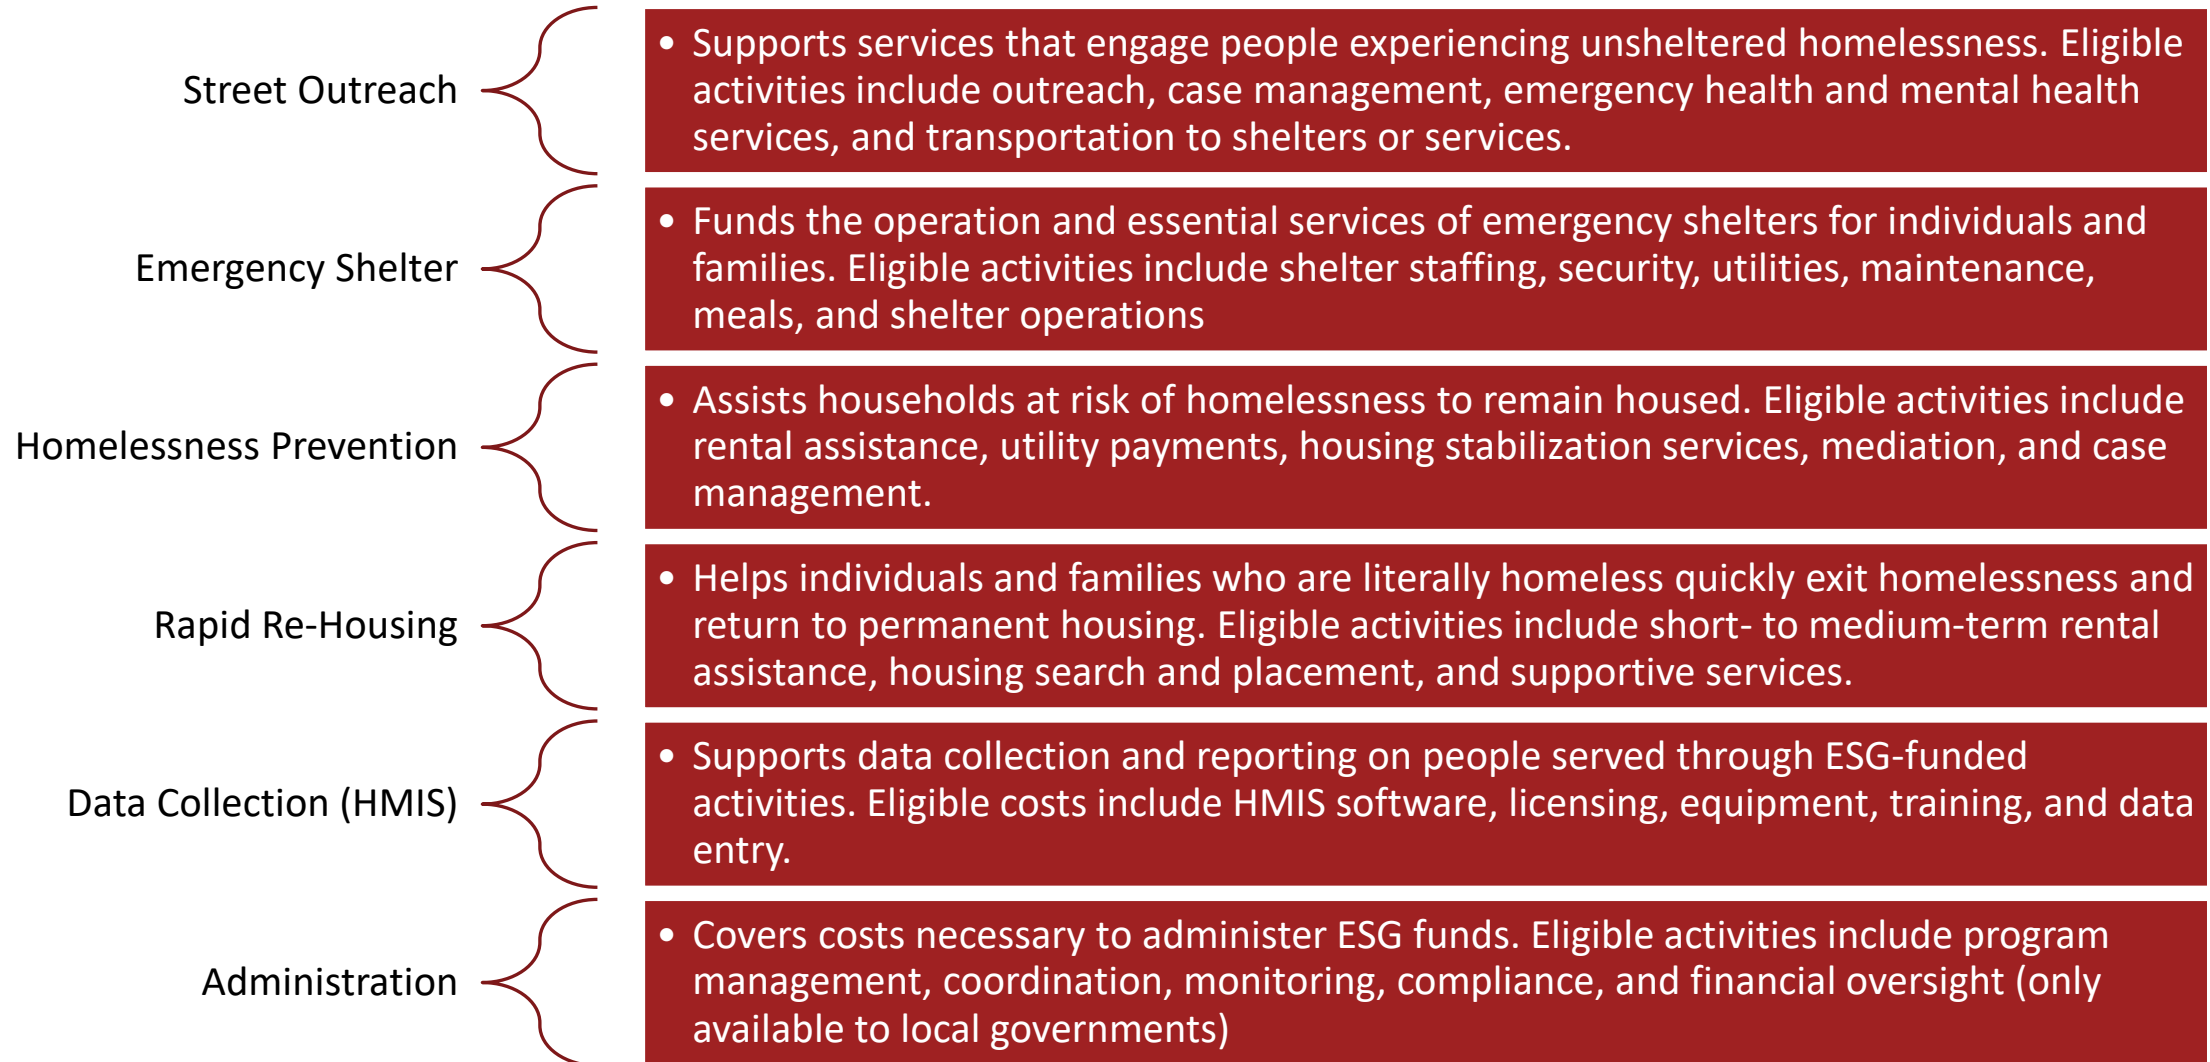 Street Outreach
• Supports services that engage people experiencing unsheltered homelessness. Eligible
activities include outreach, case management, emergency health and mental health
services, and transportation to shelters or services.
Emergency Shelter
• Funds the operation and essential services of emergency shelters for individuals and
families. Eligible activities include shelter staffing, security, utilities, maintenance,
meals, and shelter operations
Homelessness Prevention
• Assists households at risk of homelessness to remain housed. Eligible activities include
rental assistance, utility payments, housing stabilization services, mediation, and case
management.
Rapid Re-Housing
• Helps individuals and families who are literally homeless quickly exit homelessness and
return to permanent housing. Eligible activities include short- to medium-term rental
assistance, housing search and placement, and supportive services.
Data Collection (HMIS)
• Supports data collection and reporting on people served through ESG-funded
activities. Eligible costs include HMIS software, licensing, equipment, training, and data
entry.
Administration
• Covers costs necessary to administer ESG funds. Eligible activities include program
management, coordination, monitoring, compliance, and financial oversight (only
available to local governments)